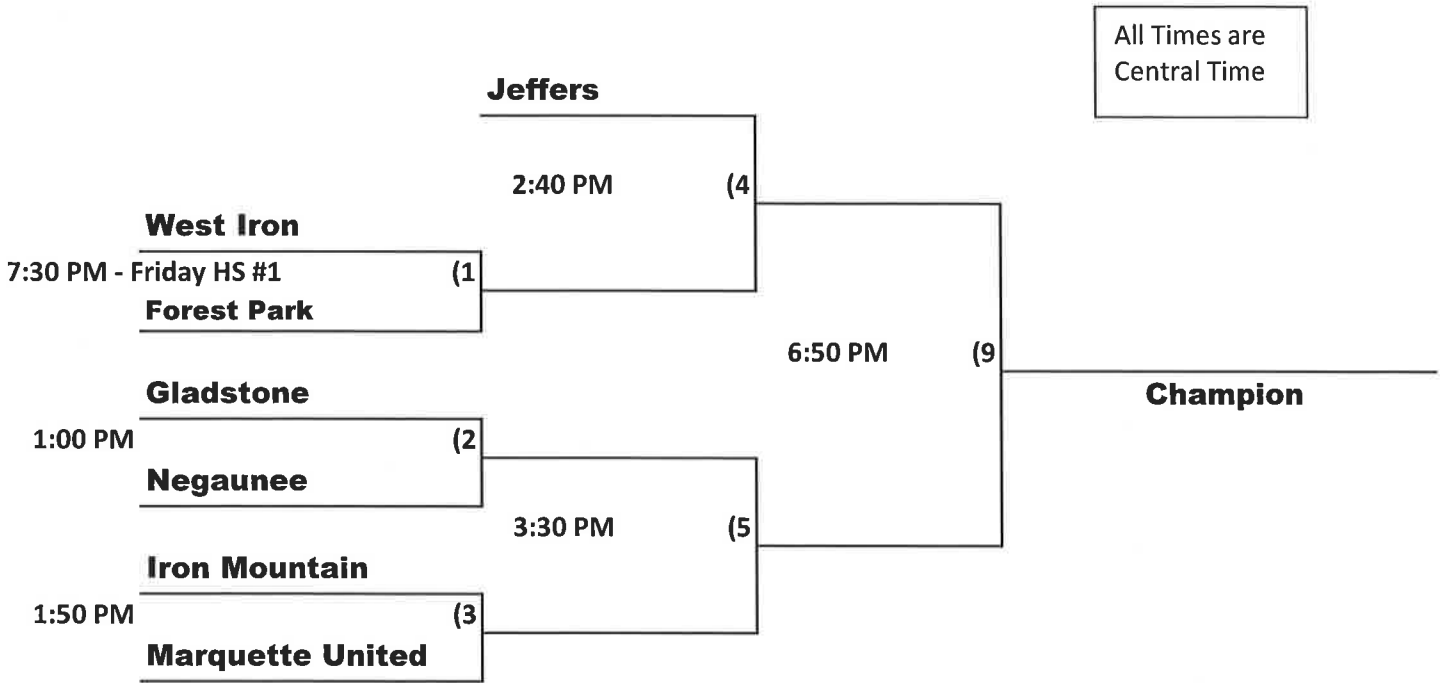 All Times are
Central Time
Jeffers
2:40 PM (4
West Iron
7:30 PM - Friday HS #1 (1
Forest Park
6:50 PM (9
Champion
Gladstone
1:00 PM (2
Negaunee
3:30 PM (5
Iron Mountain
1:50 PM (3
Marquette United